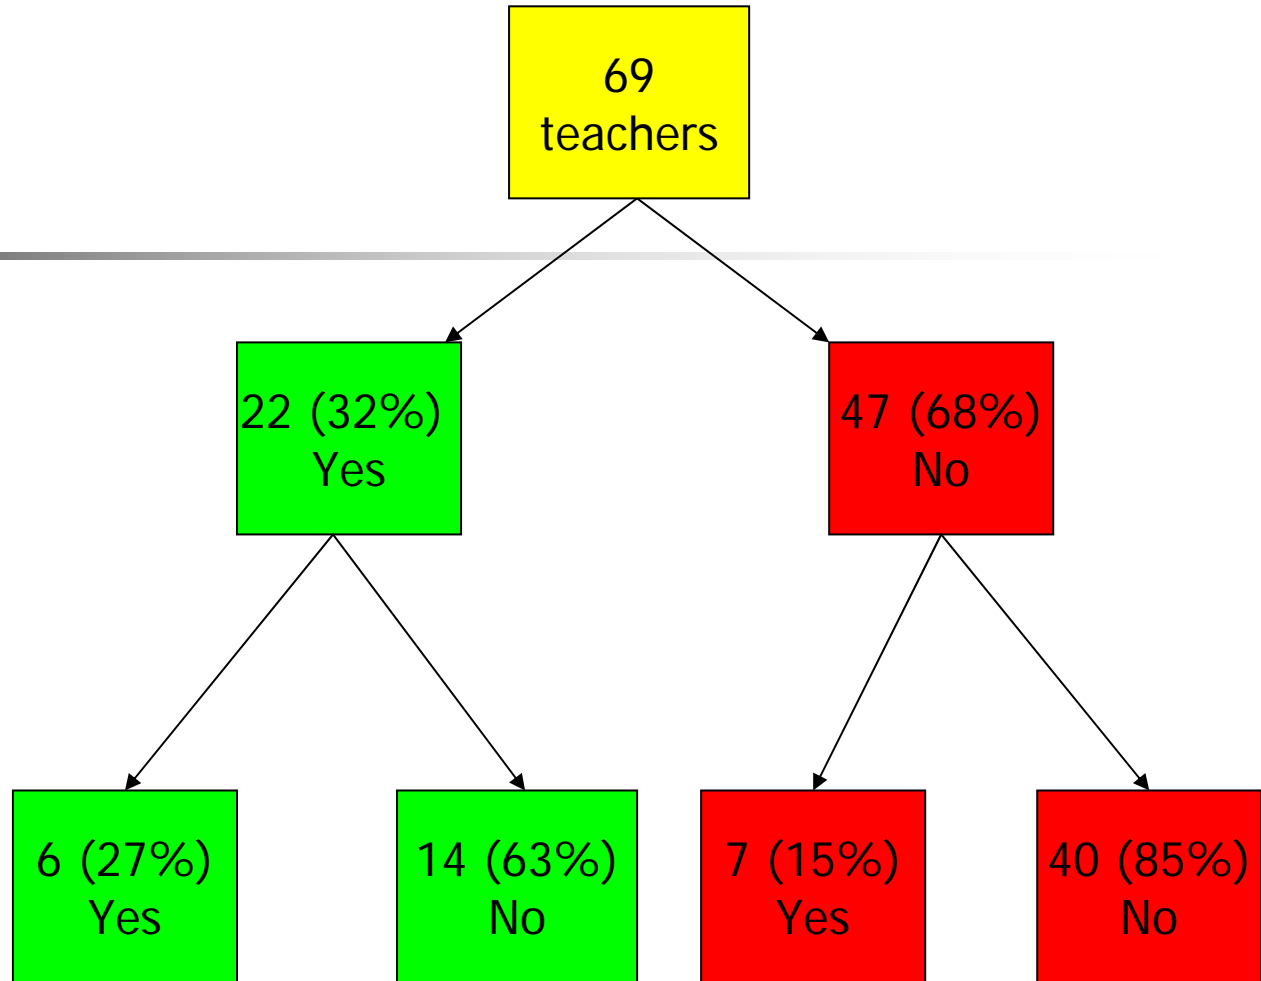 69
teachers
22 (32%)
Yes
47 (68%)
No
6 (27%)
Yes
14 (63%)
No
7 (15%)
Yes
40 (85%)
No